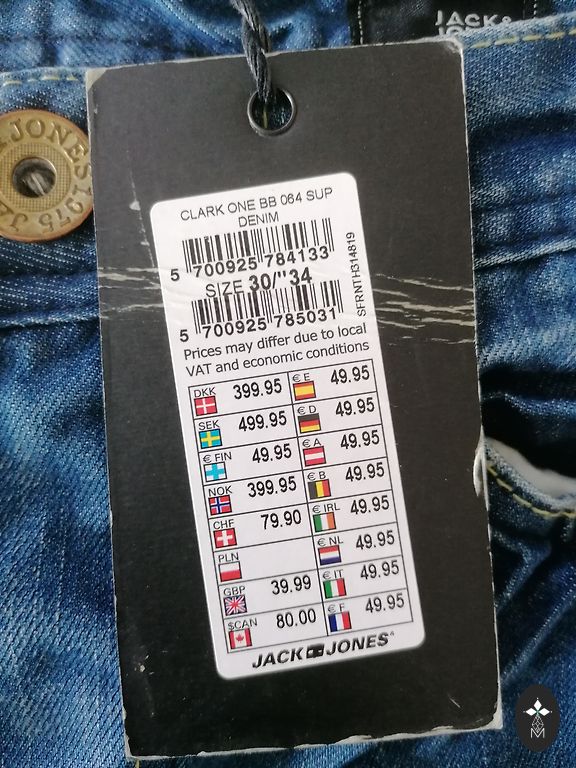 JACK&
JONES 1975 JA
CLARK ONE BB 064 SUP
DENIM
5 700925 784133
SIZE 30/" 34
5 700925 785031
SFRNTH314819
Prices may differ due to local
VAT and economic conditions
DKK 399.95 € E 49.95
SEK 499.95 € D 49.95
€ FIN 49.95 € A 49.95
NOK 399.95 € B 49.95
CHF 79.90 € IRL 49.95
PLN € NL 49.95
GBP 39.99 € IT 49.95
$CAN 80.00 € F 49.95
JACK JONES
M